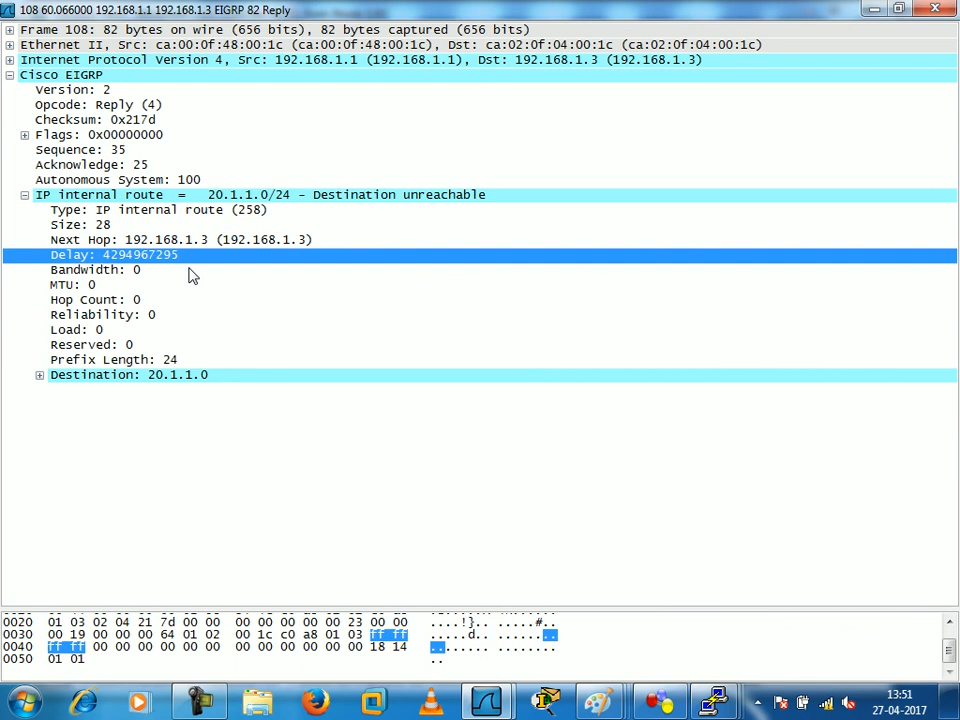 108 60.066000 192.168.1.1 192.168.1.3 EIGRP 82 Reply
Frame 108: 82 bytes on wire (656 bits), 82 bytes captured (656 bits)
Ethernet II, Src: ca:00:0f:48:00:1c (ca:00:0f:48:00:1c), Dst: ca:02:0f:04:00:1c (ca:02:0f:04:00:1c)
Internet Protocol Version 4, Src: 192.168.1.1 (192.168.1.1), Dst: 192.168.1.3 (192.168.1.3)
Cisco EIGRP
Version: 2
Opcode: Reply (4)
Checksum: 0x217d
Flags: 0x00000000
Sequence: 35
Acknowledge: 25
Autonomous System: 100
IP internal route = 20.1.1.0/24 - Destination unreachable
Type: IP internal route (258)
Size: 28
Next Hop: 192.168.1.3 (192.168.1.3)
Delay: 4294967295
Bandwidth: 0
MTU: 0
Hop Count: 0
Reliability: 0
Load: 0
Reserved: 0
Prefix Length: 24
Destination: 20.1.1.0
0020 01 03 02 04 21 7d 00 00 00 00 00 00 00 23 00 00 ....!}.. .....#..
0030 00 19 00 00 00 64 01 02 00 1c c0 a8 01 03 ff ff .....d.. ........
0040 ff ff 00 00 00 00 00 00 00 00 00 00 00 00 18 14 ........ ........
0050 01 01 ..
13:51
27-04-2017